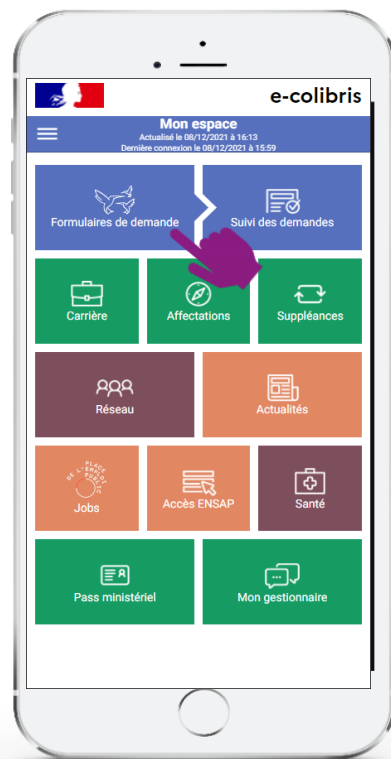 e-colibris
Mon espace
Actualisé le 08/12/2021 à 16:13
Dernière connexion le 08/12/2021 à 15:59
Formulaires de demande
Suivi des demandes
Carrière
Affectations
Suppléances
Réseau
Actualités
PLACE
DE L'EMPLOI
PUBLIC
Jobs
Accès ENSAP
Santé
Pass ministériel
Mon gestionnaire